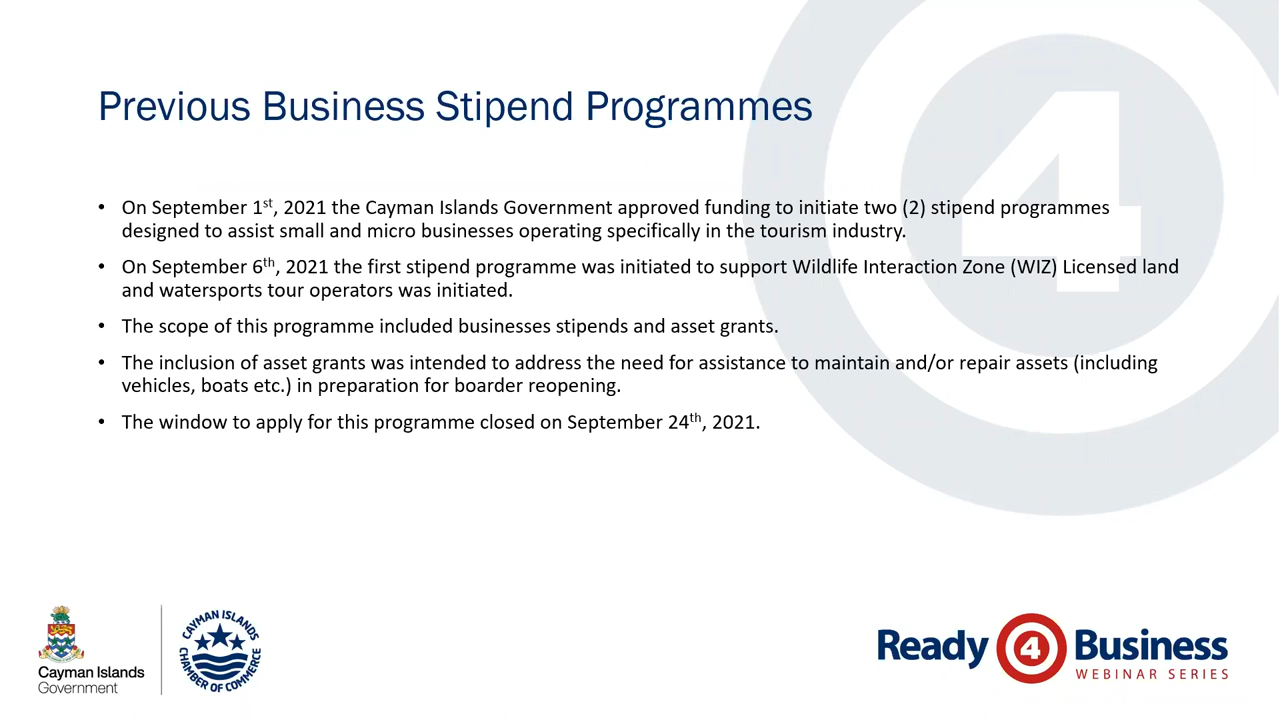 Previous Business Stipend Programmes
• On September 1st, 2021 the Cayman Islands Government approved funding to initiate two (2) stipend programmes
designed to assist small and micro businesses operating specifically in the tourism industry.
• On September 6th, 2021 the first stipend programme was initiated to support Wildlife Interaction Zone (WIZ) Licensed land
and watersports tour operators was initiated.
• The scope of this programme included businesses stipends and asset grants.
• The inclusion of asset grants was intended to address the need for assistance to maintain and/or repair assets (including
vehicles, boats etc.) in preparation for boarder reopening.
• The window to apply for this programme closed on September 24th, 2021.
4
Cayman Islands
Government
CAYMAN ISLANDS
CHAMBER OF COMMERCE
Ready 4 Business
WEBINAR SERIES